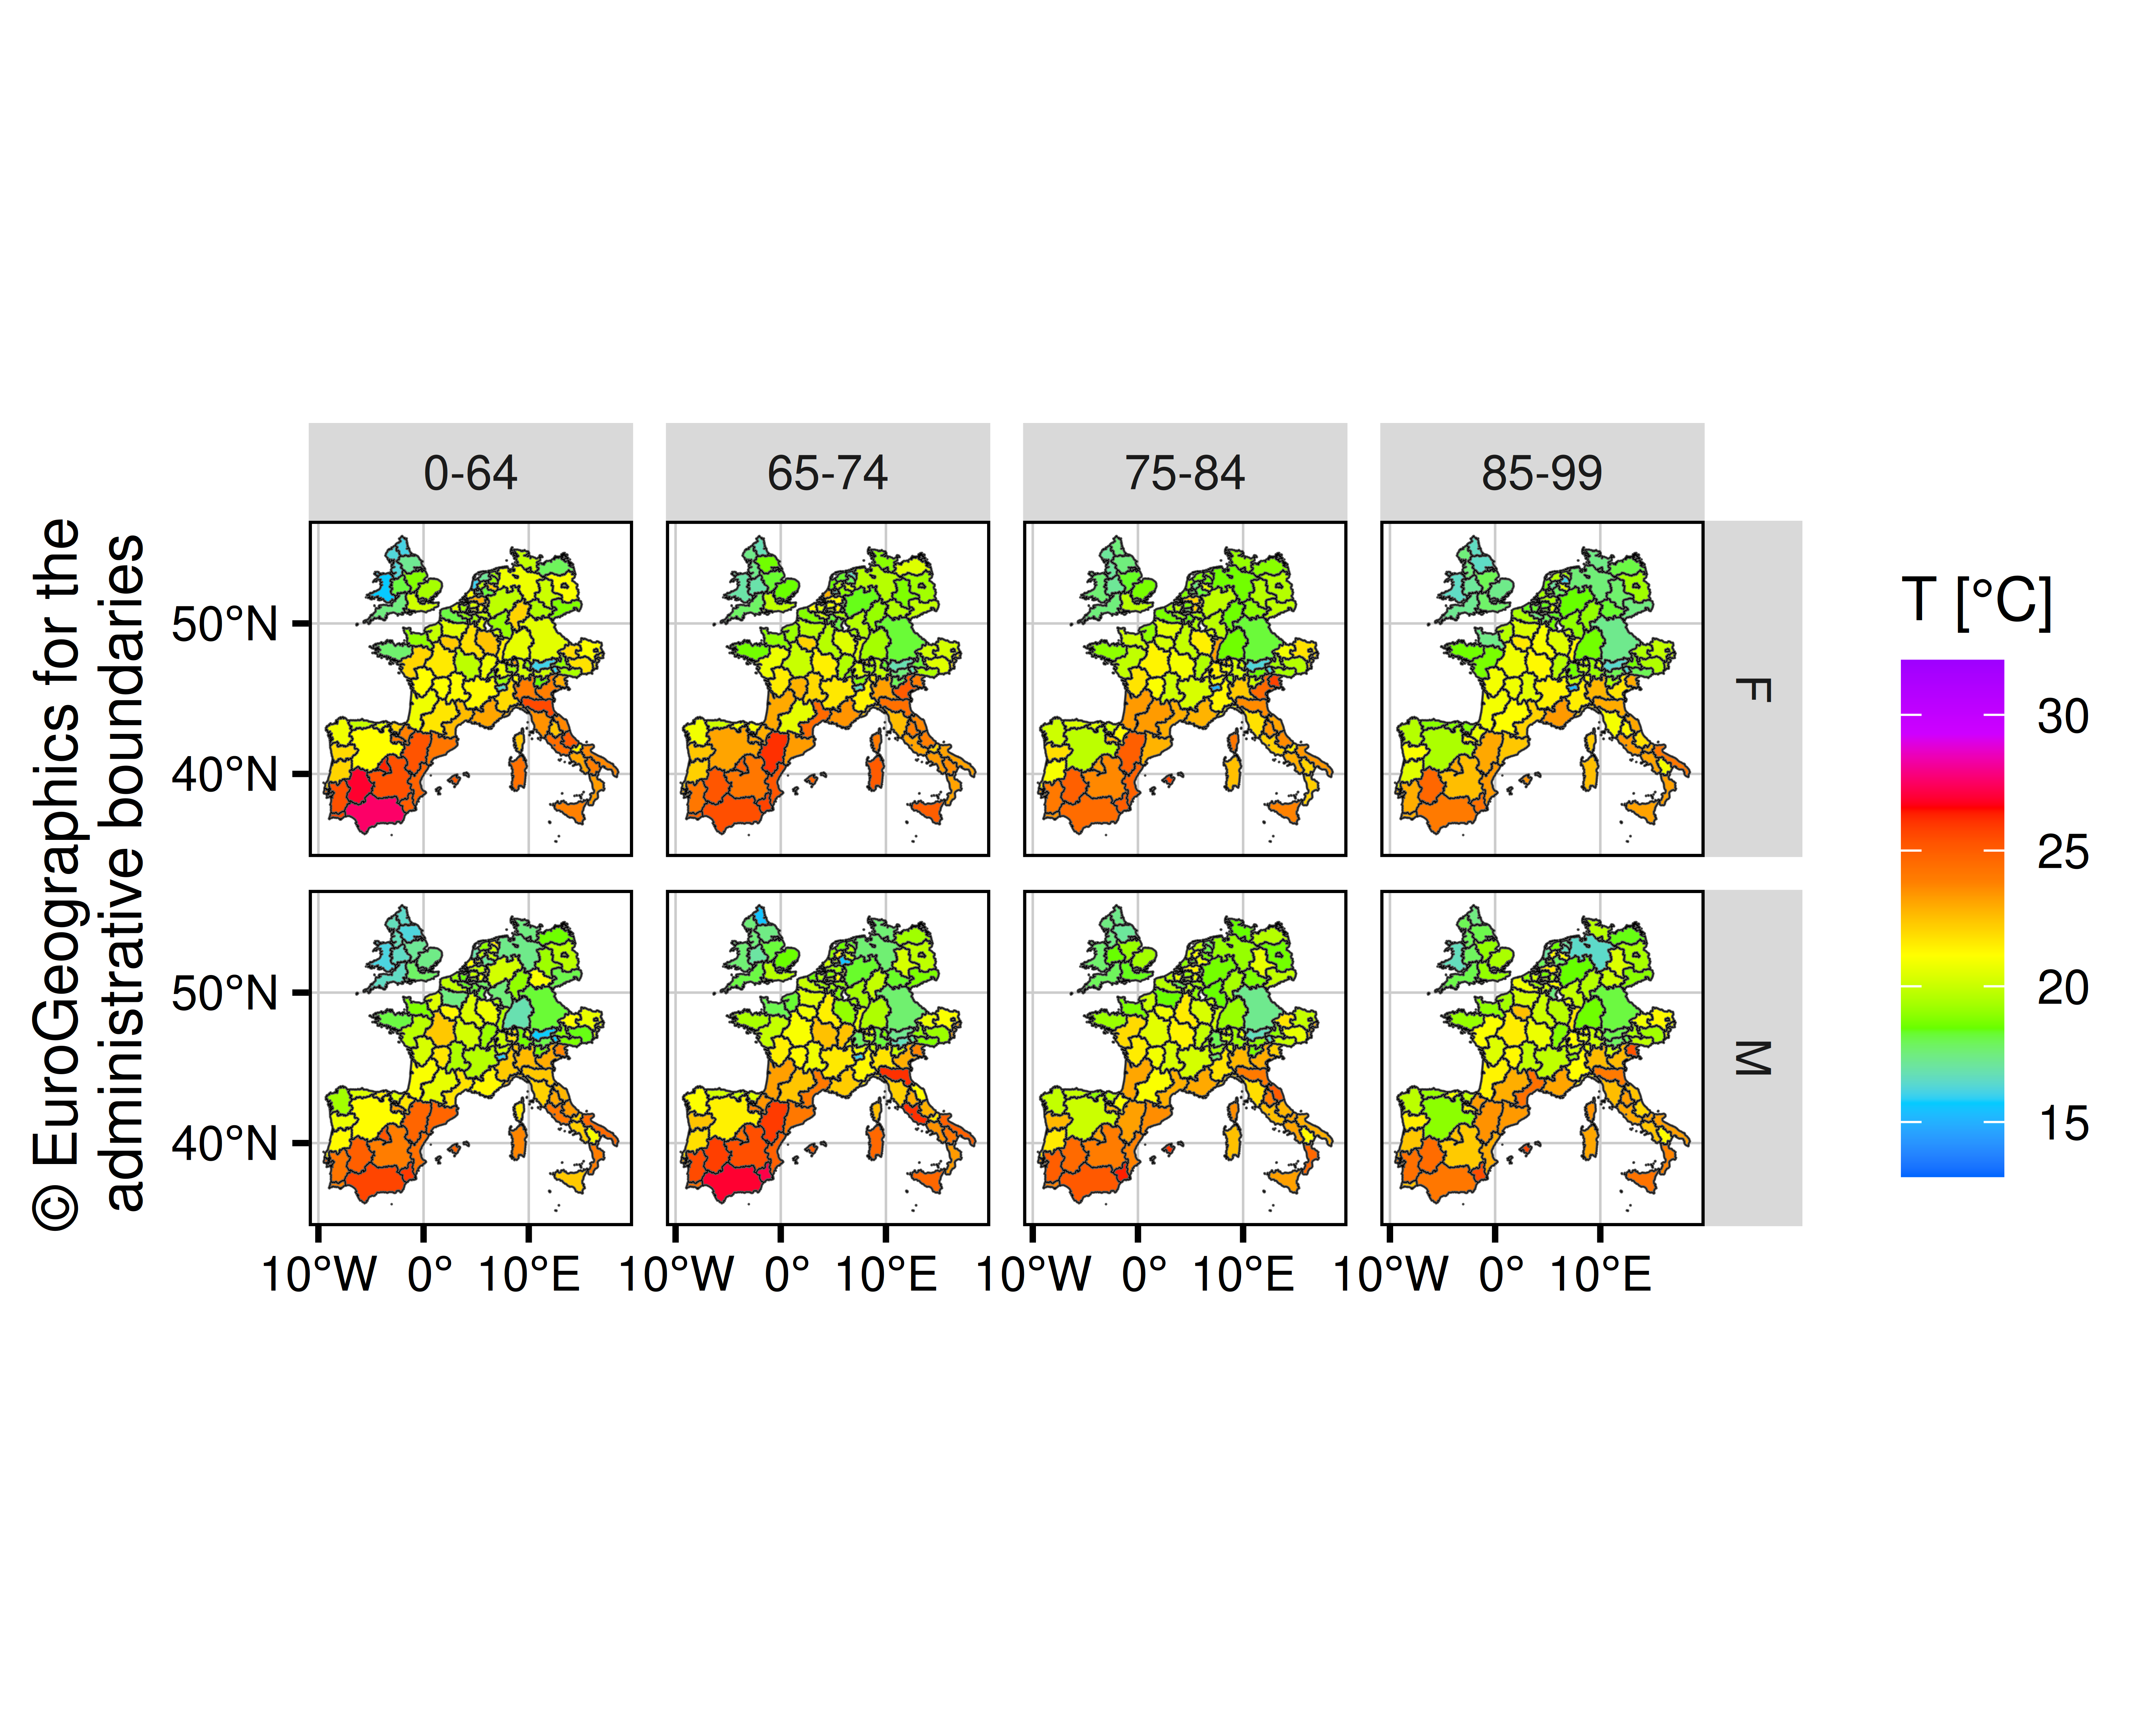 © EuroGeographics for the
administrative boundaries
0-64 65-74 75-84 85-99
F
M
50°N
40°N
50°N
40°N
10°W 0° 10°E 10°W 0° 10°E 10°W 0° 10°E 10°W 0° 10°E
T [°C]
30
25
20
15